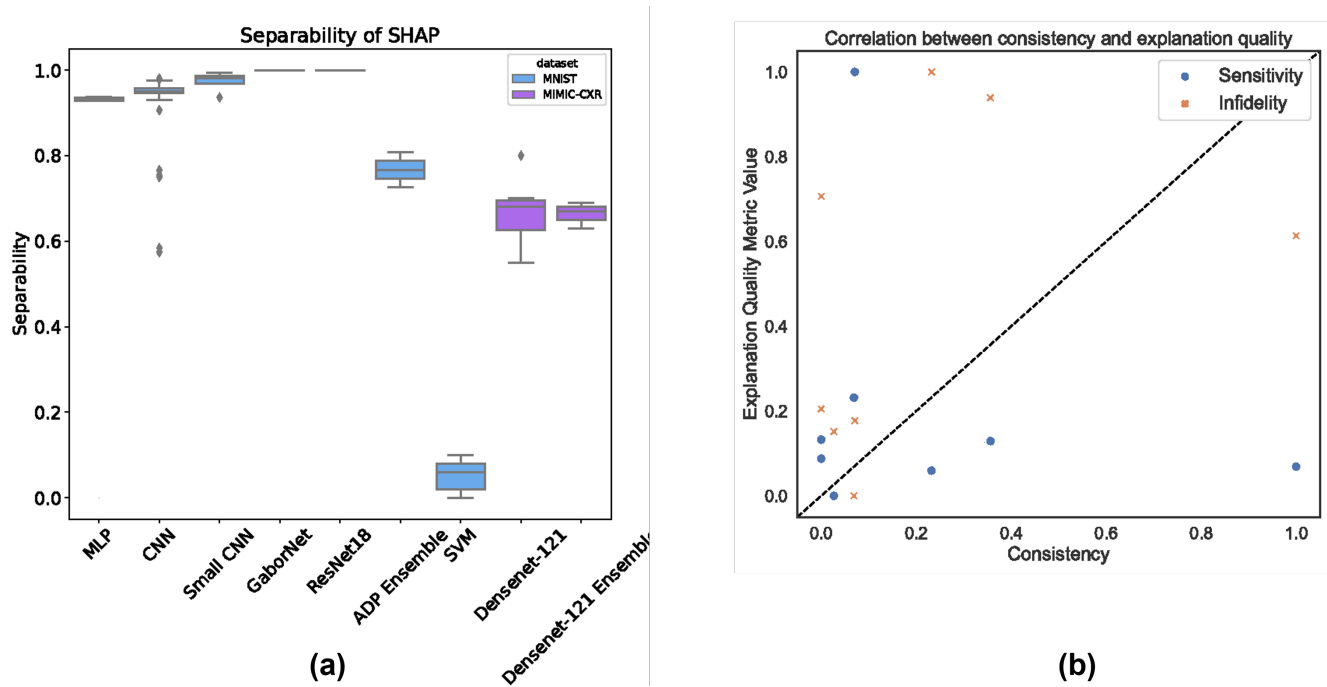 Separability of SHAP
Separability
1.0
0.8
0.6
0.4
0.2
0.0
dataset
MNIST
MIMIC-CXR
MLP
CNN
Small CNN
GaborNet
ResNet18
ADP Ensemble
SVM
Densenet-121
Densenet-121 Ensemble
(a)
Correlation between consistency and explanation quality
Explanation Quality Metric Value
1.0
0.8
0.6
0.4
0.2
0.0
Sensitivity
Infidelity
0.0
0.2
0.4
0.6
0.8
1.0
Consistency
(b)